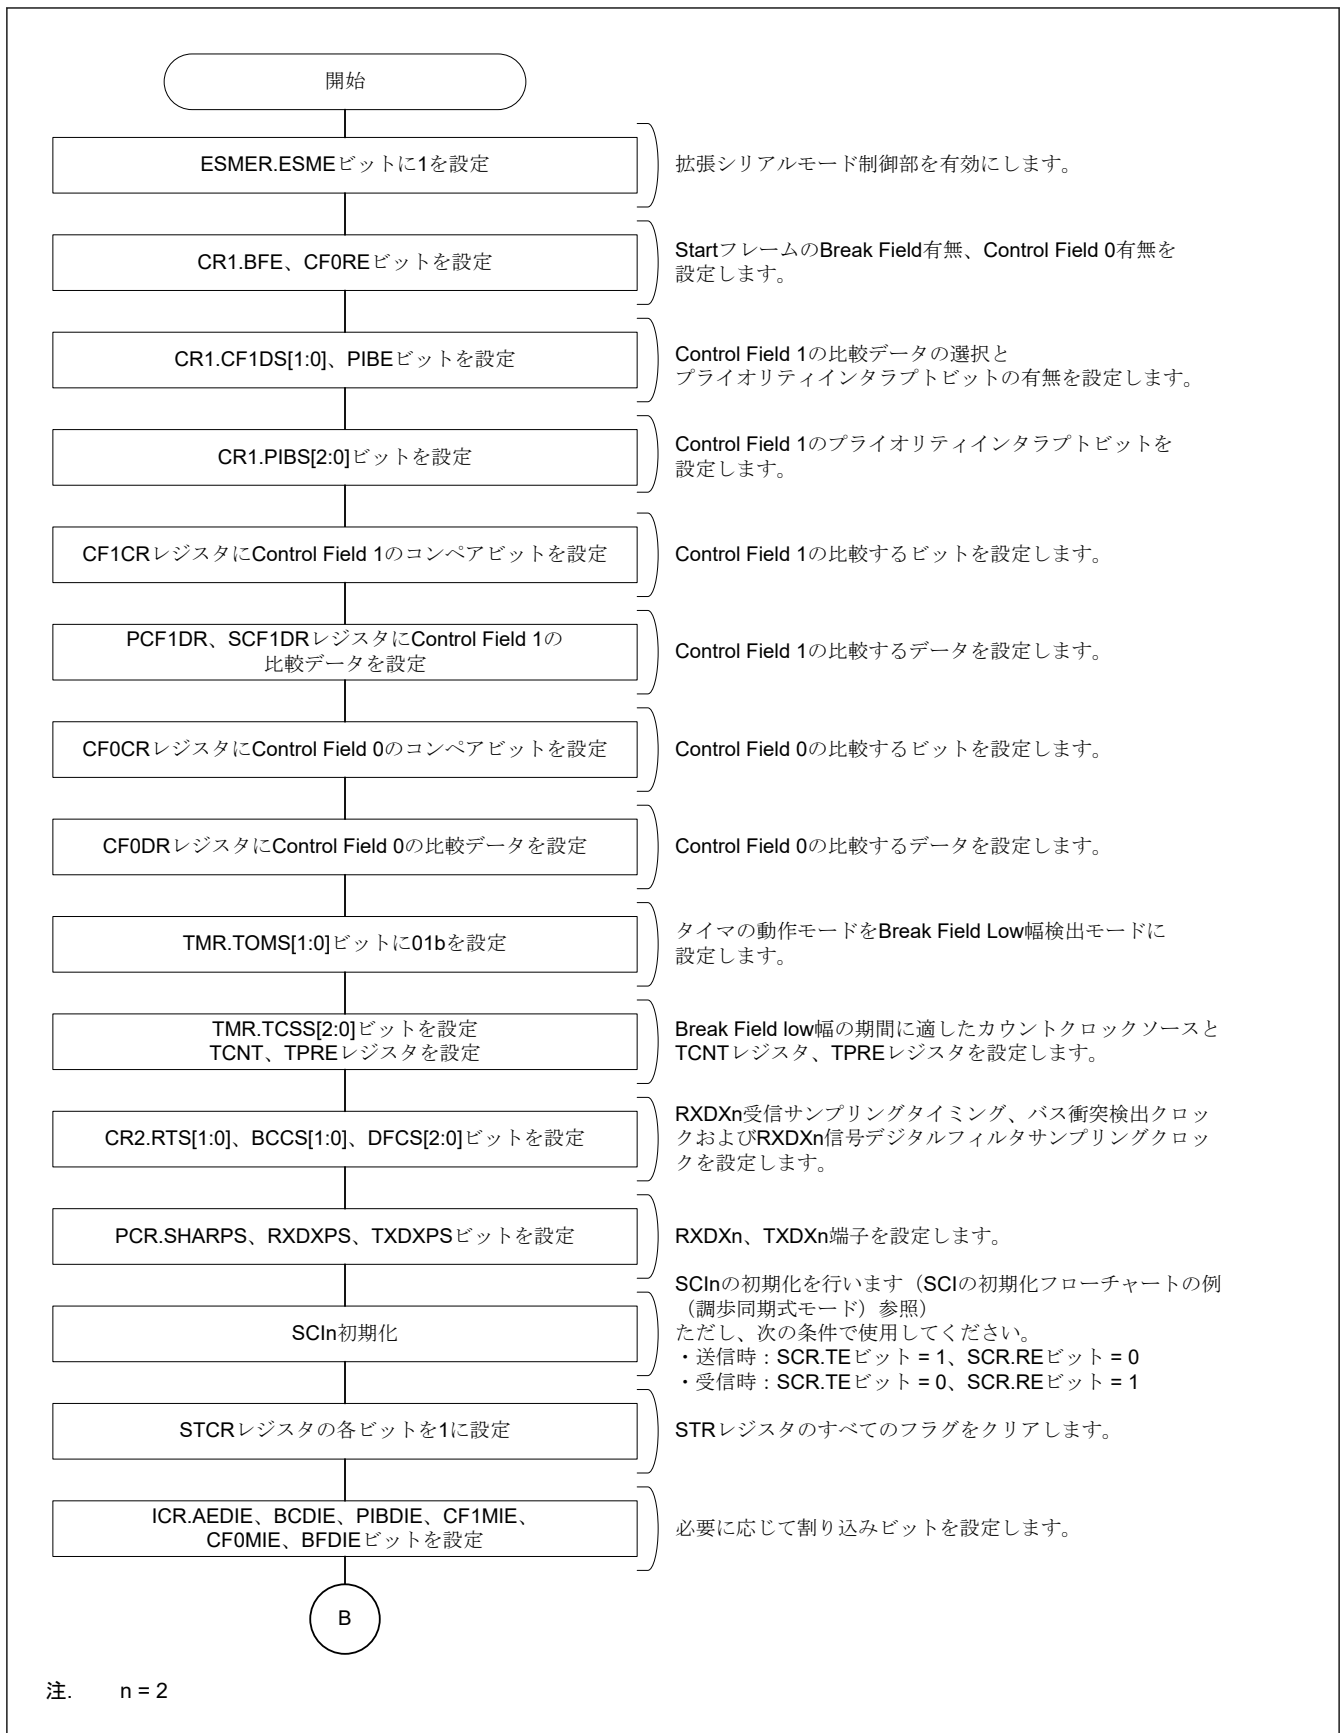 開始
ESMER.ESMEビットに1を設定
拡張シリアルモード制御部を有効にします。
CR1.BFE、CF0REビットを設定
StartフレームのBreak Field有無、Control Field 0有無を
設定します。
CR1.CF1DS[1:0]、PIBEビットを設定
Control Field 1の比較データの選択と
プライオリティインタラプトビットの有無を設定します。
CR1.PIBS[2:0]ビットを設定
Control Field 1のプライオリティインタラプトビットを
設定します。
CF1CRレジスタにControl Field 1のコンペアビットを設定
Control Field 1の比較するビットを設定します。
PCF1DR、SCF1DRレジスタにControl Field 1の
比較データを設定
Control Field 1の比較するデータを設定します。
CF0CRレジスタにControl Field 0のコンペアビットを設定
Control Field 0の比較するビットを設定します。
CF0DRレジスタにControl Field 0の比較データを設定
Control Field 0の比較するデータを設定します。
TMR.TOMS[1:0]ビットに01bを設定
タイマの動作モードをBreak Field Low幅検出モードに
設定します。
TMR.TCSS[2:0]ビットを設定
TCNT、TPREレジスタを設定
Break Field low幅の期間に適したカウントクロックソースと
TCNTレジスタ、TPREレジスタを設定します。
CR2.RTS[1:0]、BCCS[1:0]、DFCS[2:0]ビットを設定
RXDXn受信サンプリングタイミング、バス衝突検出クロッ
クおよびRXDXn信号デジタルフィルタサンプリングクロッ
クを設定します。
PCR.SHARPS、RXDXPS、TXDXPSビットを設定
RXDXn、TXDXn端子を設定します。
SCIn初期化
SCInの初期化を行います（SCIの初期化フローチャートの例
（調歩同期式モード）参照）
ただし、次の条件で使用してください。
・送信時：SCR.TEビット = 1、SCR.REビット = 0
・受信時：SCR.TEビット = 0、SCR.REビット = 1
STCRレジスタの各ビットを1に設定
STRレジスタのすべてのフラグをクリアします。
ICR.AEDIE、BCDIE、PIBDIE、CF1MIE、
CF0MIE、BFDIEビットを設定
必要に応じて割り込みビットを設定します。
B
注. n = 2